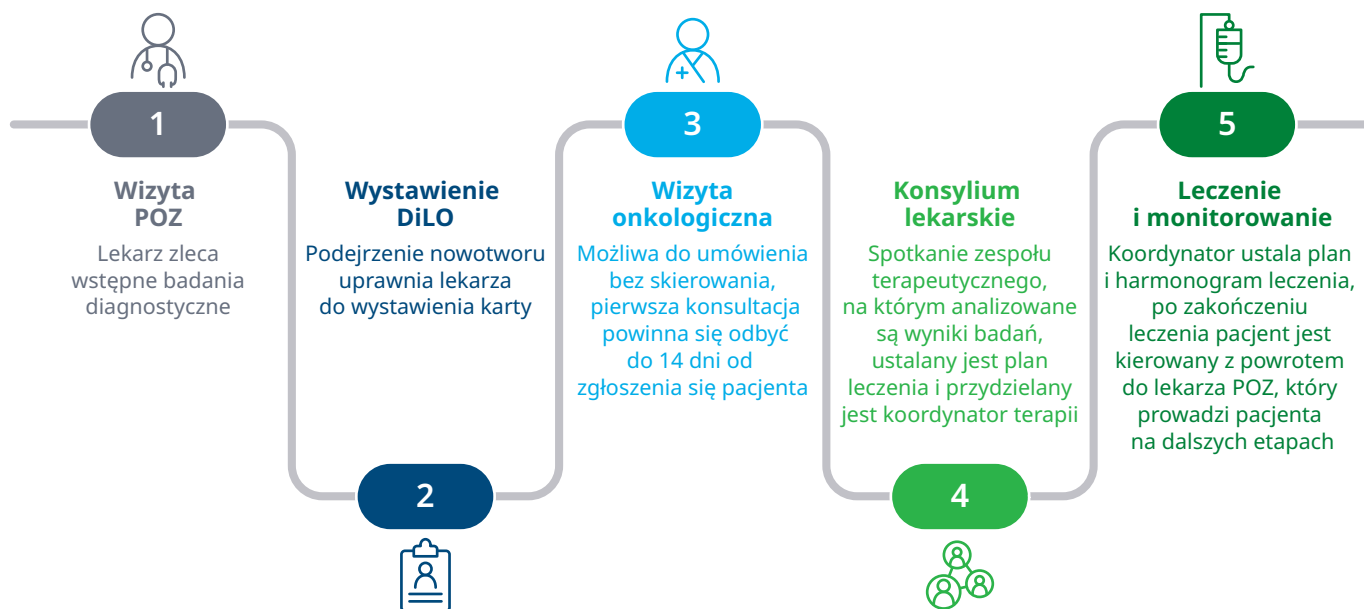 1
Wizyta
POZ
Lekarz zleca
wstępne badania
diagnostyczne
2
Wystawienie
DiLO
Podejrzenie nowotworu
uprawnia lekarza
do wystawienia karty
3
Wizyta
onkologiczna
Możliwa do umówienia
bez skierowania,
pierwsza konsultacja
powinna się odbyć
do 14 dni od
zgłoszenia się pacjenta
4
Konsylium
lekarskie
Spotkanie zespołu
terapeutycznego,
na którym analizowane
są wyniki badań,
ustalany jest plan
leczenia i przydzielany
jest koordynator terapii
5
Leczenie
i monitorowanie
Koordynator ustala plan
i harmonogram leczenia,
po zakończeniu
leczenia pacjent jest
kierowany z powrotem
do lekarza POZ, który
prowadzi pacjenta
na dalszych etapach